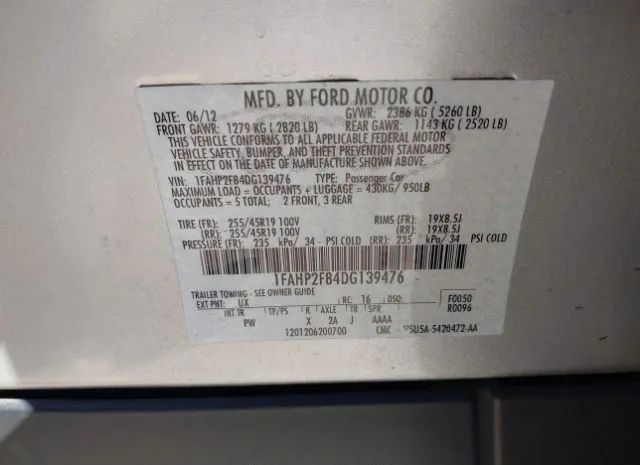 MFD. BY FORD MOTOR CO.
DATE: 06/12 GVWR: 2386 KG ( 5260 LB)
FRONT GAWR: 1279 KG ( 2820 LB) REAR GAWR: 1143 KG ( 2520 LB)
THIS VEHICLE CONFORMS TO ALL APPLICABLE FEDERAL MOTOR
VEHICLE SAFETY, BUMPER, AND THEFT PREVENTION STANDARDS
IN EFFECT ON THE DATE OF MANUFACTURE SHOWN ABOVE.
VIN: 1FAHP2F84DG139476 TYPE: Passenger Car
MAXIMUM LOAD = OCCUPANTS + LUGGAGE = 430KG/ 950LB
OCCUPANTS = 5 TOTAL; 2 FRONT, 3 REAR
TIRE (FR): 255/45R19 100V RIMS (FR): 19X8.5J
(RR): 255/45R19 100V (RR): 19X8.5J
PRESSURE (FR): 235 kPa/ 34 PSI COLD (RR): 235 kPa/ 34 PSI COLD
1FAHP2F84DG139476
TRAILER TOWING - SEE OWNER GUIDE
EXT PNT: UX RC: 16 DSO: F0050
INT TR TP/PS R AXLE TR SPR R0096
PW X 2A J AAAA
1201206200700 CMC 5U5A-5420472-AA